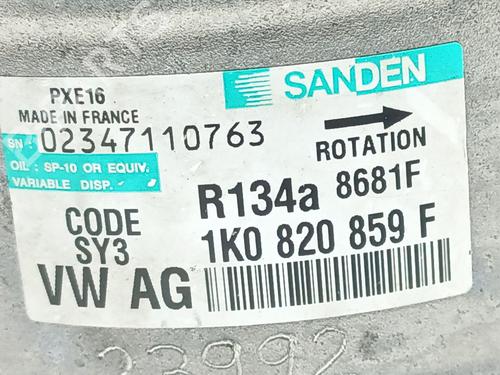 SANDEN
PXE16
MADE IN FRANCE
SN: 02347110763
ROTATION
OIL : SP-10 OR EQUIV.
VARIABLE DISP.
R134a 8681F
CODE
SY3
1K0 820 859 F
VW AG
23992